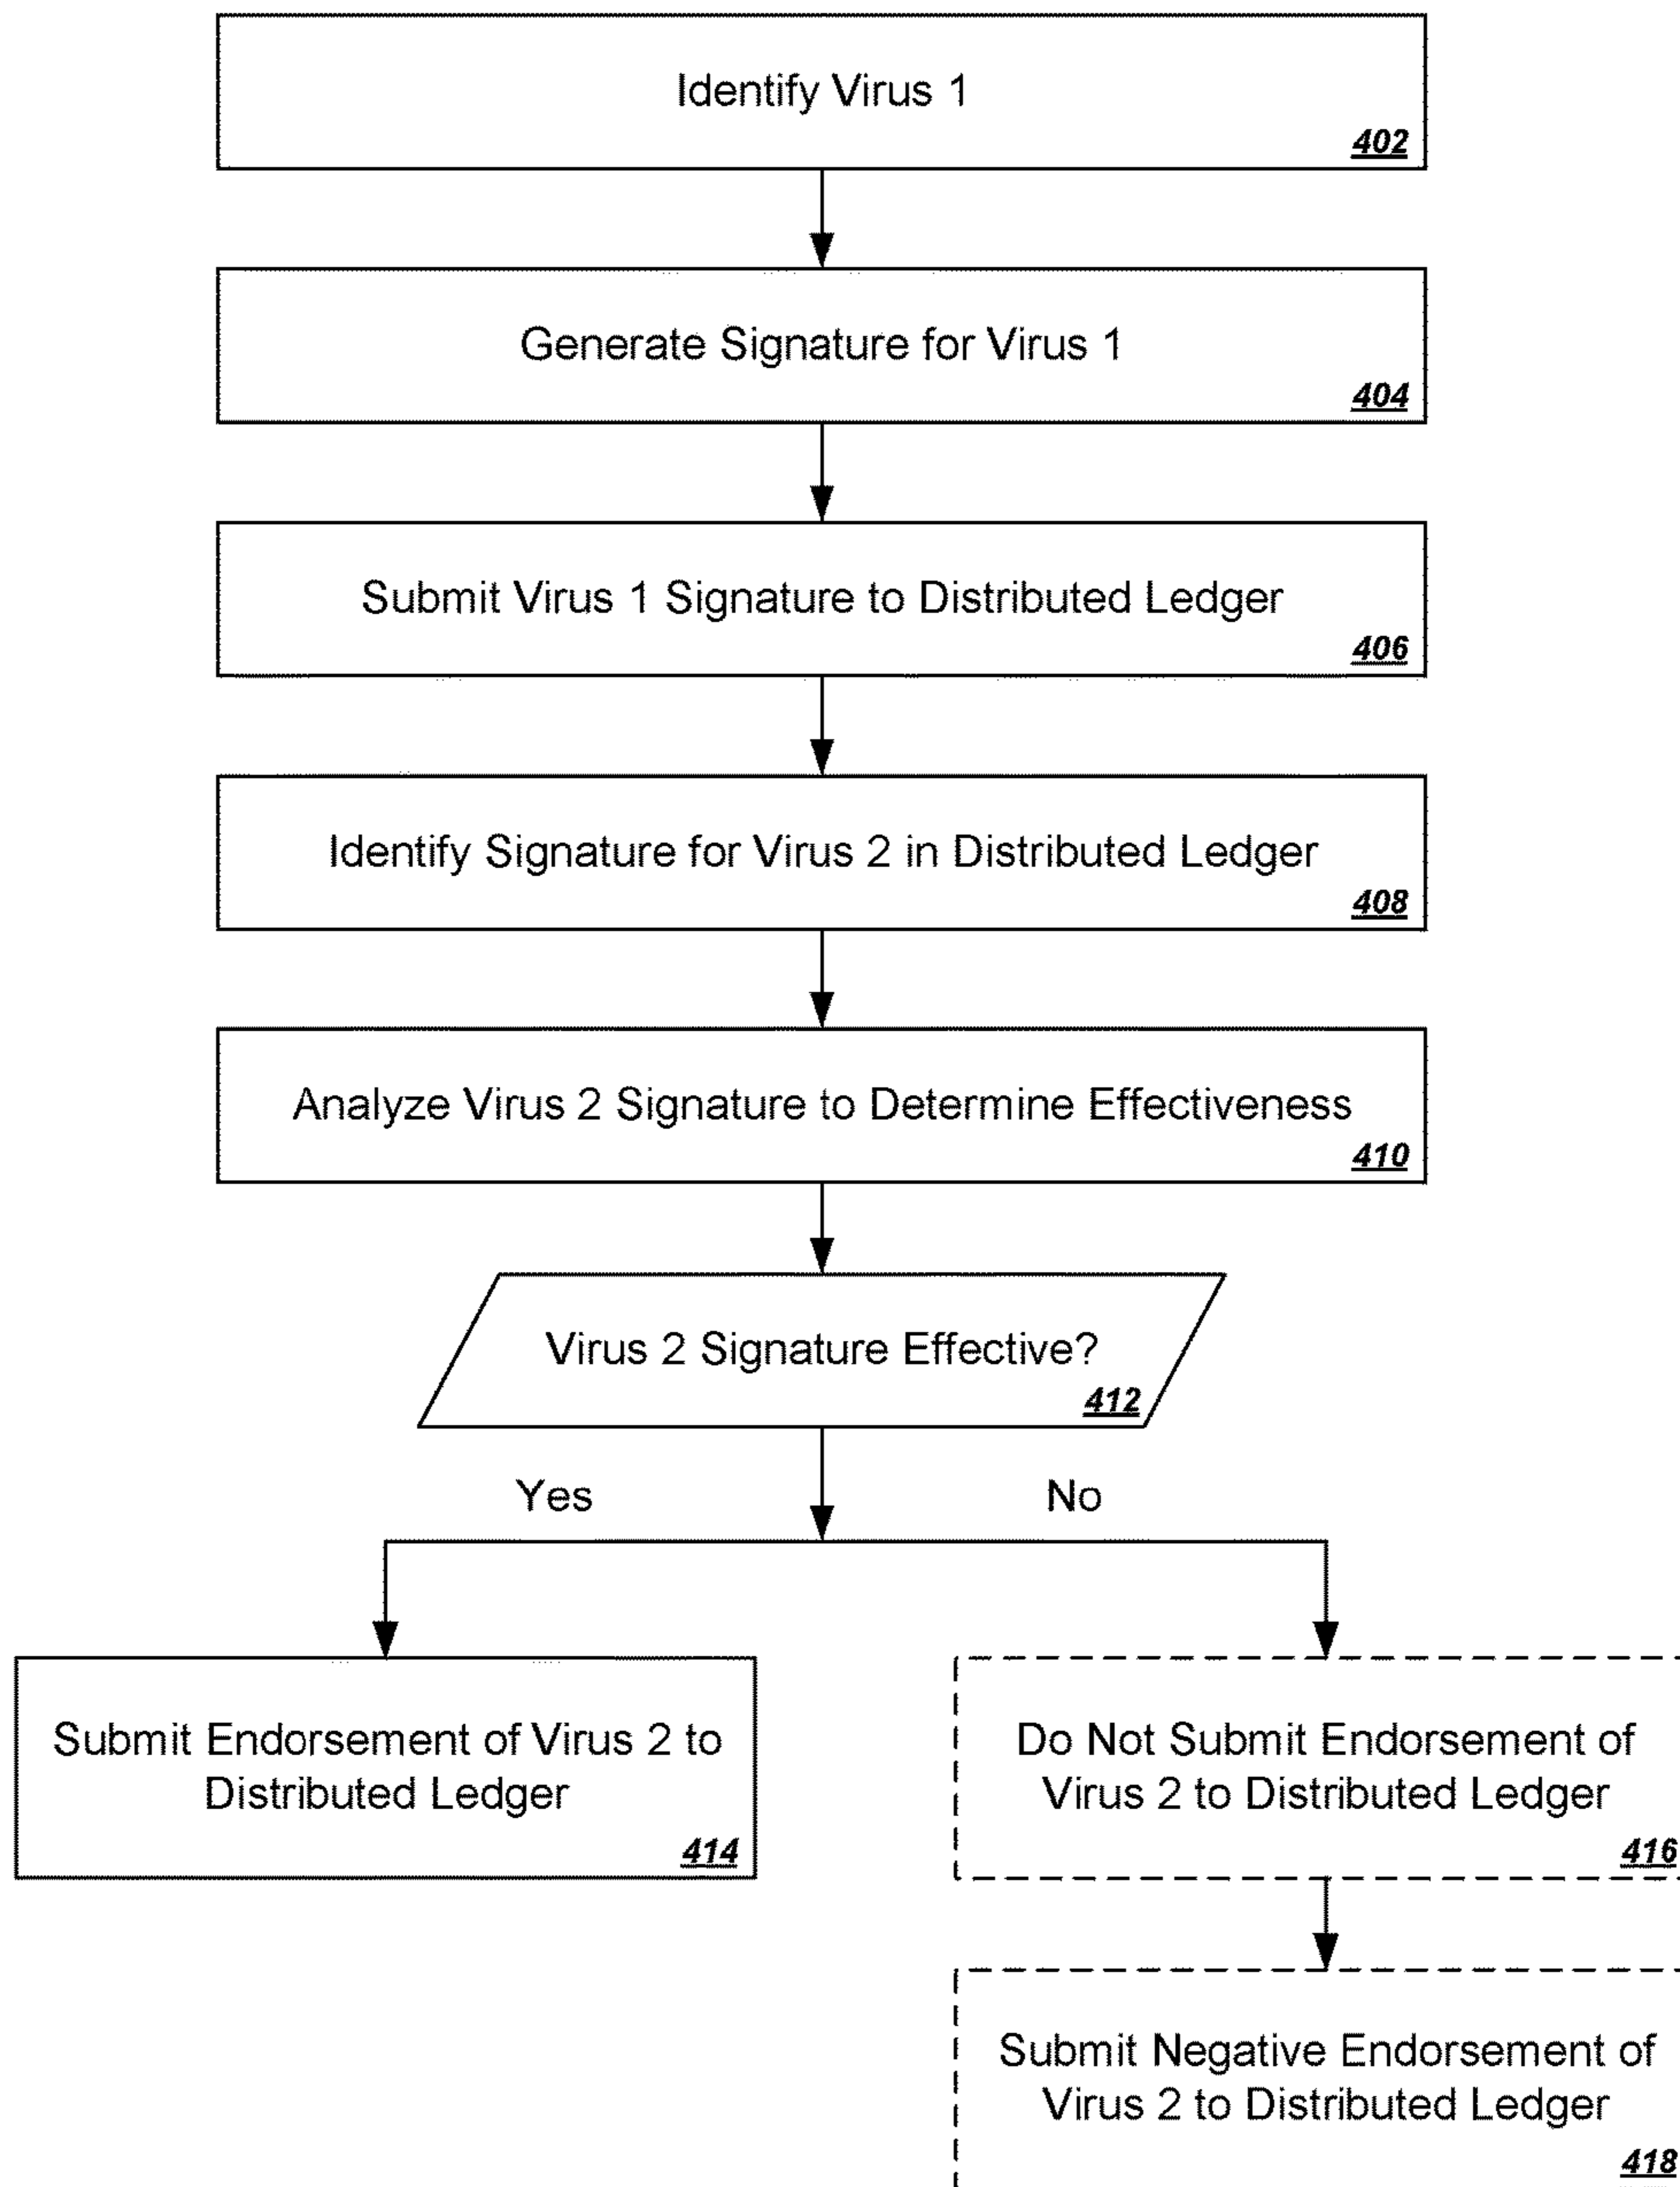 Identify Virus 1
402
Generate Signature for Virus 1
404
Submit Virus 1 Signature to Distributed Ledger
406
Identify Signature for Virus 2 in Distributed Ledger
408
Analyze Virus 2 Signature to Determine Effectiveness
410
Virus 2 Signature Effective?
412
Yes
No
Submit Endorsement of Virus 2 to
Distributed Ledger
414
Do Not Submit Endorsement of
Virus 2 to Distributed Ledger
416
Submit Negative Endorsement of
Virus 2 to Distributed Ledger
418